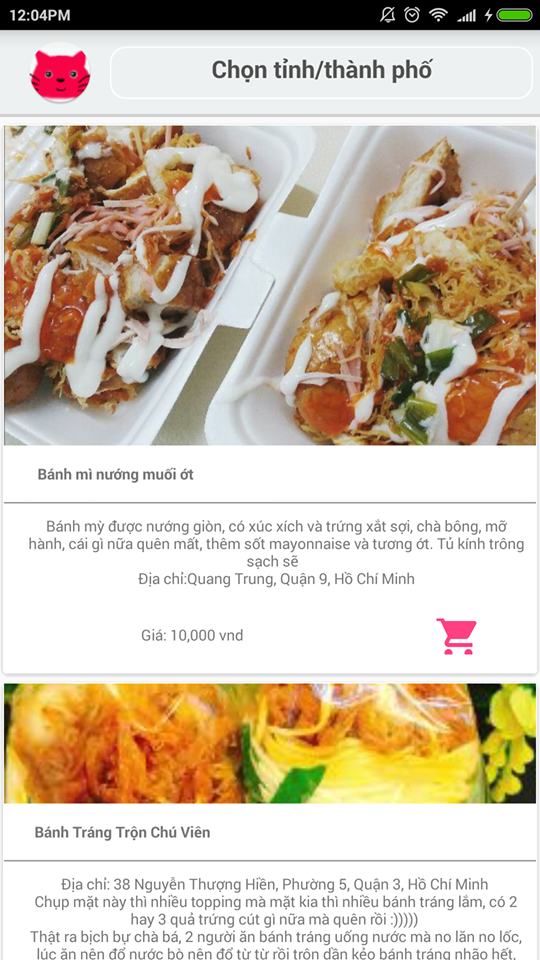 12:04PM
Chọn tỉnh/thành phố
Bánh mì nướng muối ớt
Bánh mỳ được nướng giòn, có xúc xích và trứng xắt sợi, chà bông, mỡ
hành, cái gì nữa quên mất, thêm sốt mayonnaise và tương ớt. Tủ kính trông
sạch sẽ
Địa chỉ:Quang Trung, Quận 9, Hồ Chí Minh
Giá: 10,000 vnd
Bánh Tráng Trộn Chú Viên
Địa chỉ: 38 Nguyễn Thượng Hiền, Phường 5, Quận 3, Hồ Chí Minh
Chụp mặt này thì nhiều topping mà mặt kia thì nhiều bánh tráng lắm, có 2
hay 3 quả trứng cút gì nữa mà quên rồi :)))))
Thật ra bịch bự chà bá, 2 người ăn bánh tráng uống nước mà no lăn no lốc,
lúc ăn nên đổ nước bò nên đổ từ từ rồi trộn dần kẻo bánh tráng nhão hết,